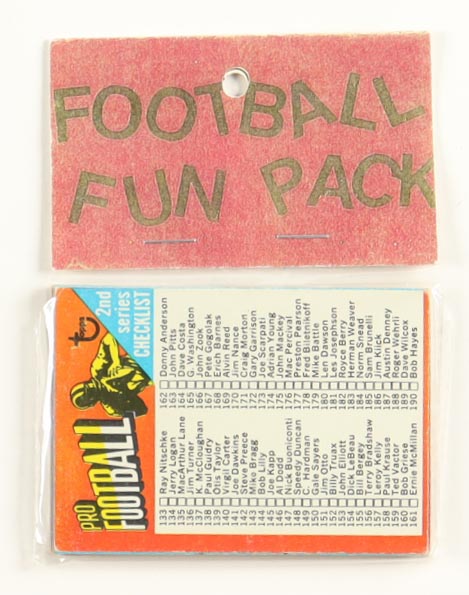 FOOTBALL
FUN PACK
topps
2nd
series
CHECKLIST
PRO
FOOTBALL
133 Ray Nitschke
134 Jerry Logan
135 MacArthur Lane
136 Jim Turner
137 K. McCloughan
138 Paul Guidry
139 Otis Taylor
140 Virgil Carter
141 Joe Dawkins
142 Steve Preece
143 Mike Bragg
144 Bob Lilly
145 Joe Kapp
146 Al Dodd
147 Nick Buoniconti
148 Speedy Duncan
149 C. Hardman
150 Gale Sayers
151 Jim Otto
152 Billy Truax
153 John Elliott
154 Dick LeBeau
155 Bill Bergey
156 Terry Bradshaw
157 Leroy Kelly
158 Paul Krause
159 Ted Vactor
160 Bob Griese
161 Ernie McMillan
162 Donny Anderson
163 John Pitts
164 Dave Costa
165 G. Washington
166 John Zook
167 Pete Gogolak
168 Erich Barnes
169 Alvin Reed
170 Jim Nance
171 Craig Morton
172 Gary Garrison
173 Joe Scarpati
174 Adrian Young
175 John Mackey
176 Mac Percival
177 Preston Pearson
178 Fred Biletnikoff
179 Mike Battle
180 Len Dawson
181 Les Josephson
182 Royce Berry
183 Herman Weaver
184 Norm Snead
185 Sam Brunelli
186 Jim Kiick
187 Austin Denney
188 Roger Wehrli
189 Dave Wilcox
190 Bob Hayes